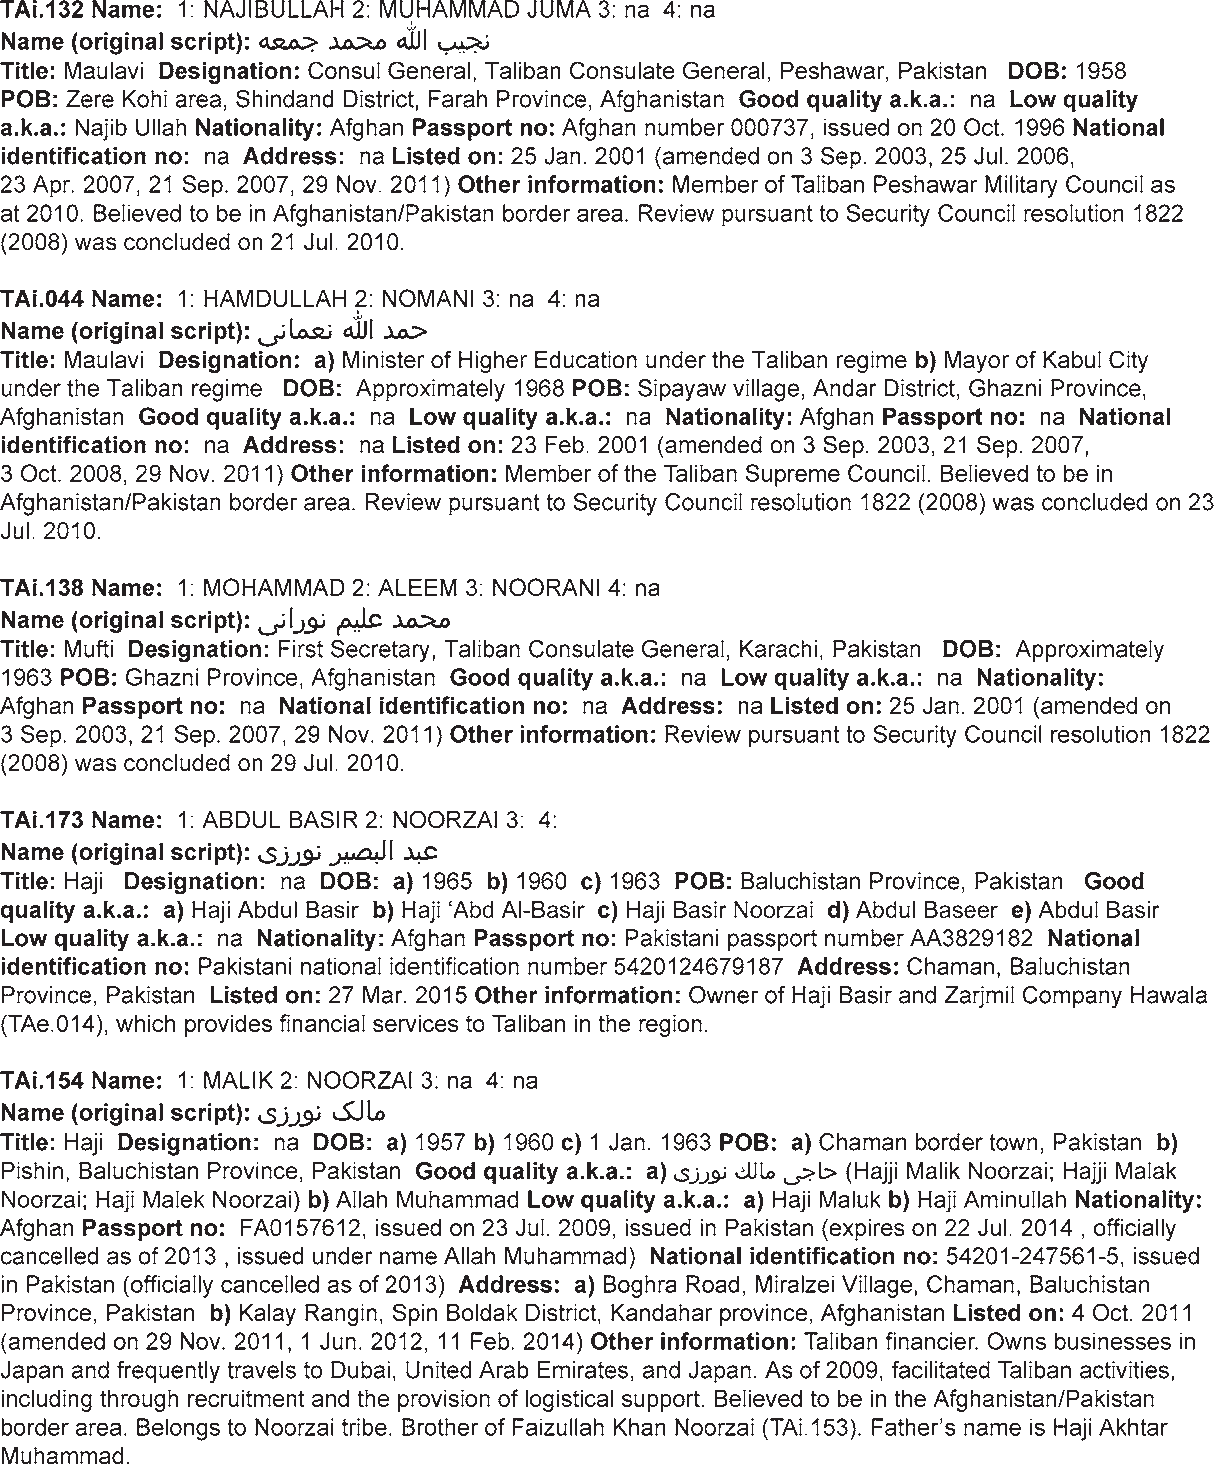 TAi.132 Name: 1: NAJIBULLAH 2: MUHAMMAD JUMA 3: na 4: na
Name (original script): نجيب الله محمد جمعه
Title: Maulavi Designation: Consul General, Taliban Consulate General, Peshawar, Pakistan DOB: 1958
POB: Zere Kohi area, Shindand District, Farah Province, Afghanistan Good quality a.k.a.: na Low quality
a.k.a.: Najib Ullah Nationality: Afghan Passport no: Afghan number 000737, issued on 20 Oct. 1996 National
identification no: na Address: na Listed on: 25 Jan. 2001 (amended on 3 Sep. 2003, 25 Jul. 2006,
23 Apr. 2007, 21 Sep. 2007, 29 Nov. 2011) Other information: Member of Taliban Peshawar Military Council as
at 2010. Believed to be in Afghanistan/Pakistan border area. Review pursuant to Security Council resolution 1822
(2008) was concluded on 21 Jul. 2010.
TAi.044 Name: 1: HAMDULLAH 2: NOMANI 3: na 4: na
Name (original script): حمد الله نعمانی
Title: Maulavi Designation: a) Minister of Higher Education under the Taliban regime b) Mayor of Kabul City
under the Taliban regime DOB: Approximately 1968 POB: Sipayaw village, Andar District, Ghazni Province,
Afghanistan Good quality a.k.a.: na Low quality a.k.a.: na Nationality: Afghan Passport no: na National
identification no: na Address: na Listed on: 23 Feb. 2001 (amended on 3 Sep. 2003, 21 Sep. 2007,
3 Oct. 2008, 29 Nov. 2011) Other information: Member of the Taliban Supreme Council. Believed to be in
Afghanistan/Pakistan border area. Review pursuant to Security Council resolution 1822 (2008) was concluded on 23
Jul. 2010.
TAi.138 Name: 1: MOHAMMAD 2: ALEEM 3: NOORANI 4: na
Name (original script): محمد علیم نورانی
Title: Mufti Designation: First Secretary, Taliban Consulate General, Karachi, Pakistan DOB: Approximately
1963 POB: Ghazni Province, Afghanistan Good quality a.k.a.: na Low quality a.k.a.: na Nationality:
Afghan Passport no: na National identification no: na Address: na Listed on: 25 Jan. 2001 (amended on
3 Sep. 2003, 21 Sep. 2007, 29 Nov. 2011) Other information: Review pursuant to Security Council resolution 1822
(2008) was concluded on 29 Jul. 2010.
TAi.173 Name: 1: ABDUL BASIR 2: NOORZAI 3: 4:
Name (original script): عبد البصير نورزی
Title: Haji Designation: na DOB: a) 1965 b) 1960 c) 1963 POB: Baluchistan Province, Pakistan Good
quality a.k.a.: a) Haji Abdul Basir b) Haji ‘Abd Al-Basir c) Haji Basir Noorzai d) Abdul Baseer e) Abdul Basir
Low quality a.k.a.: na Nationality: Afghan Passport no: Pakistani passport number AA3829182 National
identification no: Pakistani national identification number 5420124679187 Address: Chaman, Baluchistan
Province, Pakistan Listed on: 27 Mar. 2015 Other information: Owner of Haji Basir and Zarjmil Company Hawala
(TAe.014), which provides financial services to Taliban in the region.
TAi.154 Name: 1: MALIK 2: NOORZAI 3: na 4: na
Name (original script): مالک نورزی
Title: Haji Designation: na DOB: a) 1957 b) 1960 c) 1 Jan. 1963 POB: a) Chaman border town, Pakistan b)
Pishin, Baluchistan Province, Pakistan Good quality a.k.a.: a) حاجی مالك نورزی (Hajji Malik Noorzai; Hajji Malak
Noorzai; Haji Malek Noorzai) b) Allah Muhammad Low quality a.k.a.: a) Haji Maluk b) Haji Aminullah Nationality:
Afghan Passport no: FA0157612, issued on 23 Jul. 2009, issued in Pakistan (expires on 22 Jul. 2014 , officially
cancelled as of 2013 , issued under name Allah Muhammad) National identification no: 54201-247561-5, issued
in Pakistan (officially cancelled as of 2013) Address: a) Boghra Road, Miralzei Village, Chaman, Baluchistan
Province, Pakistan b) Kalay Rangin, Spin Boldak District, Kandahar province, Afghanistan Listed on: 4 Oct. 2011
(amended on 29 Nov. 2011, 1 Jun. 2012, 11 Feb. 2014) Other information: Taliban financier. Owns businesses in
Japan and frequently travels to Dubai, United Arab Emirates, and Japan. As of 2009, facilitated Taliban activities,
including through recruitment and the provision of logistical support. Believed to be in the Afghanistan/Pakistan
border area. Belongs to Noorzai tribe. Brother of Faizullah Khan Noorzai (TAi.153). Father’s name is Haji Akhtar
Muhammad.